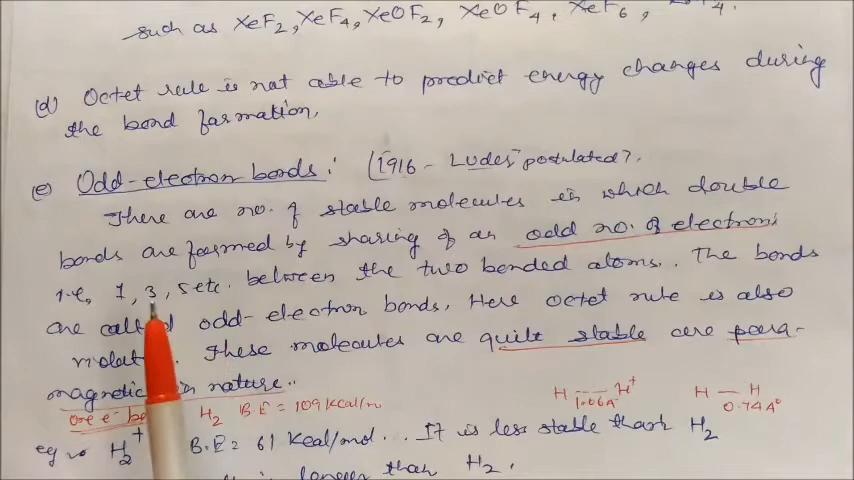 such as XeF2, XeF4, XeOF2, XeOF4, XeF6,
(d) Octet rule is not able to predict energy changes during
the bond formation.
(e) Odd-electron bonds: (1916 - Luder postulated).
There are no. of stable molecules in which double
bonds are formed by sharing of an odd no. of electrons
i.e, 1, 3, 5 etc. between the two bonded atoms. The bonds
are called odd-electron bonds. Here octet rule is also
These molecules are quite stable are para-
magnetic in nature..
one e- H2 B.E = 109 Kcal/m H---H+ 1.06A° H — H 0.74A°
eg H2+ B.E = 61 Kcal/mol... It is less stable than H2
longer than H2.